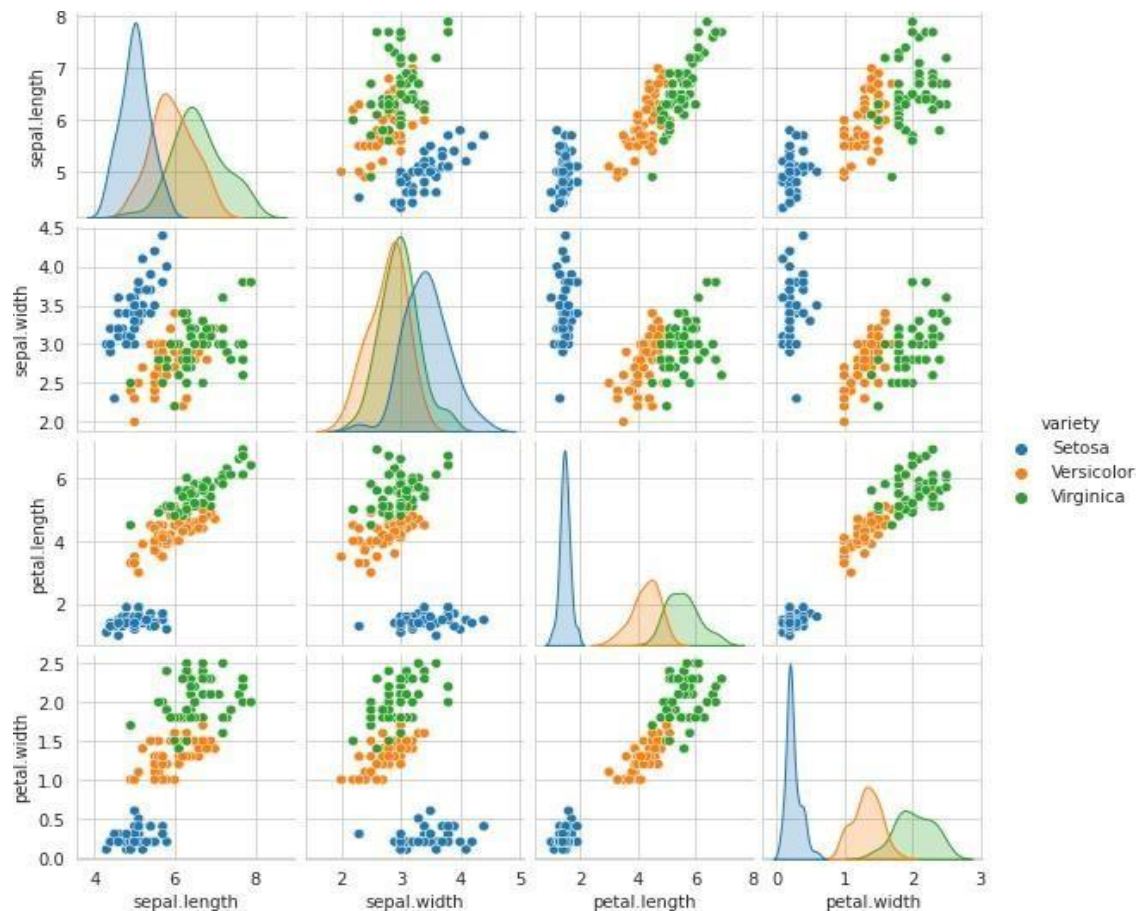 8
7
6
5
sepal.length
4.5
4.0
3.5
3.0
2.5
2.0
sepal.width
variety
Setosa
Versicolor
Virginica
6
4
2
petal.length
2.5
2.0
1.5
1.0
0.5
0.0
petal.width
4 6 8
2 3 4 5
2 4 6 8
0 1 2 3
sepal.length sepal.width petal.length petal.width